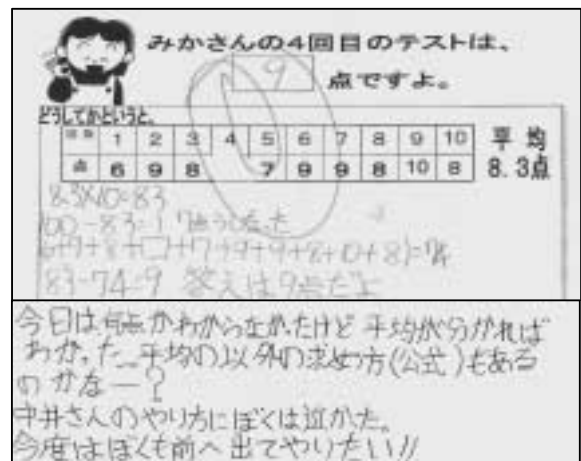 みかさんの4回目のテストは、
9 点ですよ。
どうしてかというと、
回数 1 2 3 4 5 6 7 8 9 10 平均
点 6 9 8 7 9 9 8 10 8 8.3点
8.3×10=83
100-83=17
6+9+8+□+7+9+9+8+10+8)=74
83-74=9 答えは9点だよ
今日は何点かわからなかったけど平均が分かれば
わかった。平均の以外の求め方(公式)もある
のかなー?
中井さんのやり方にぼくは近かった。
今度はぼくも前へ出てやりたい!!